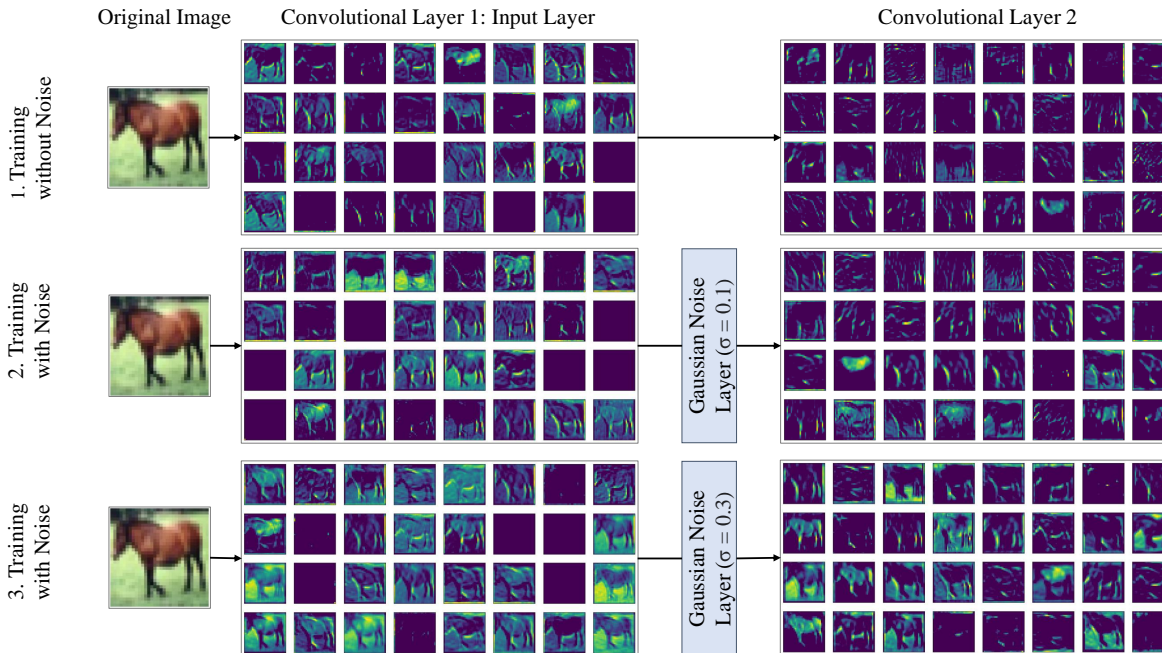 Original Image
Convolutional Layer 1: Input Layer
Convolutional Layer 2
1. Training
without Noise
2. Training
with Noise
Gaussian Noise
Layer (σ = 0.1)
3. Training
with Noise
Gaussian Noise
Layer (σ = 0.3)